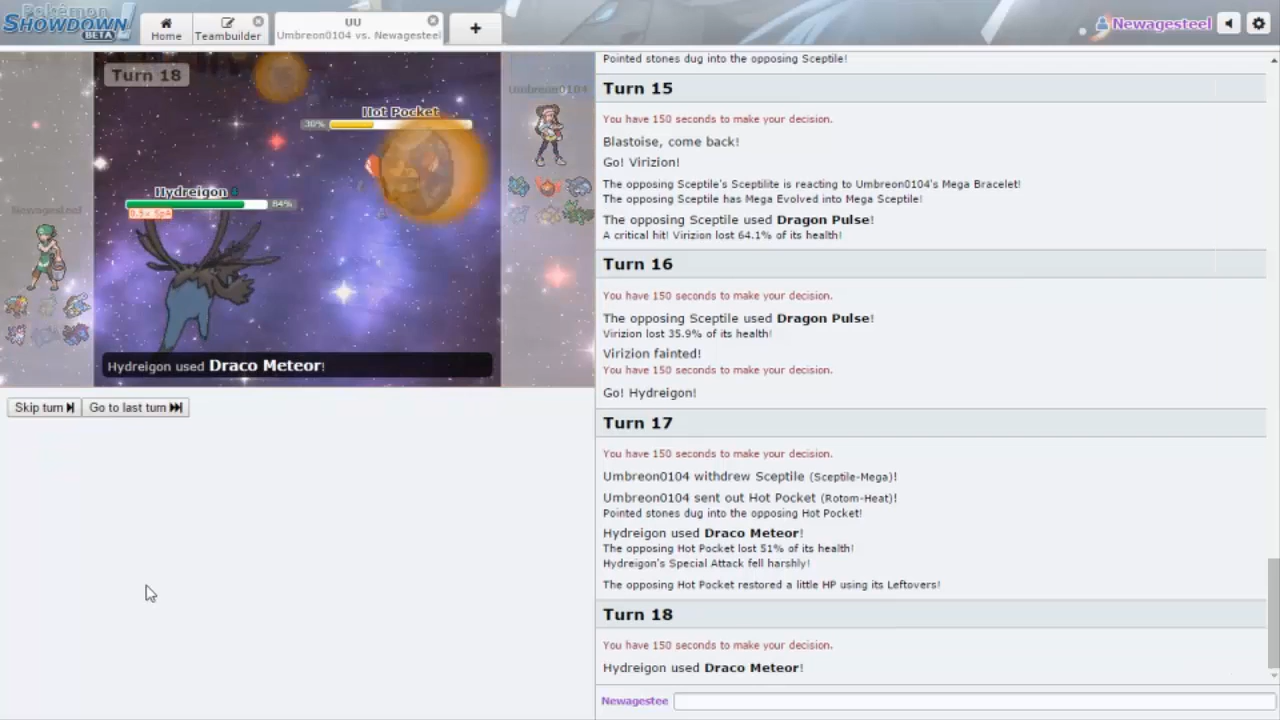 Pokémon
SHOWDOWN!
BETA
Home
Teambuilder
UU
Umbreon0104 vs. Newagesteel
+
Newagesteel
Turn 18
Hot Pocket
30%
Hydreigon
84%
0.5× SpA
Umbreon0104
Newagesteel
Hydreigon used Draco Meteor!
Skip turn
Go to last turn
Pointed stones dug into the opposing Sceptile!
Turn 15
You have 150 seconds to make your decision.
Blastoise, come back!
Go! Virizion!
The opposing Sceptile's Sceptilite is reacting to Umbreon0104's Mega Bracelet!
The opposing Sceptile has Mega Evolved into Mega Sceptile!
The opposing Sceptile used Dragon Pulse!
A critical hit! Virizion lost 64.1% of its health!
Turn 16
You have 150 seconds to make your decision.
The opposing Sceptile used Dragon Pulse!
Virizion lost 35.9% of its health!
Virizion fainted!
You have 150 seconds to make your decision.
Go! Hydreigon!
Turn 17
You have 150 seconds to make your decision.
Umbreon0104 withdrew Sceptile (Sceptile-Mega)!
Umbreon0104 sent out Hot Pocket (Rotom-Heat)!
Pointed stones dug into the opposing Hot Pocket!
Hydreigon used Draco Meteor!
The opposing Hot Pocket lost 51% of its health!
Hydreigon's Special Attack fell harshly!
The opposing Hot Pocket restored a little HP using its Leftovers!
Turn 18
You have 150 seconds to make your decision.
Hydreigon used Draco Meteor!
Newagestee